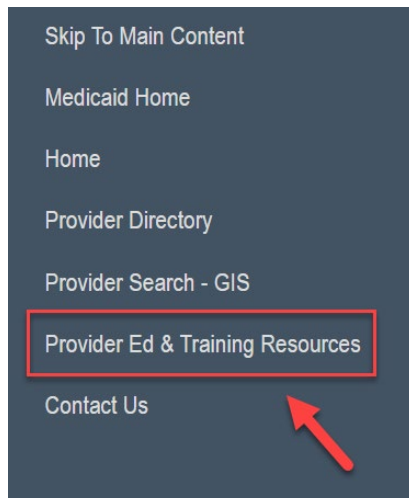 Skip To Main Content
Medicaid Home
Home
Provider Directory
Provider Search - GIS
Provider Ed & Training Resources
Contact Us